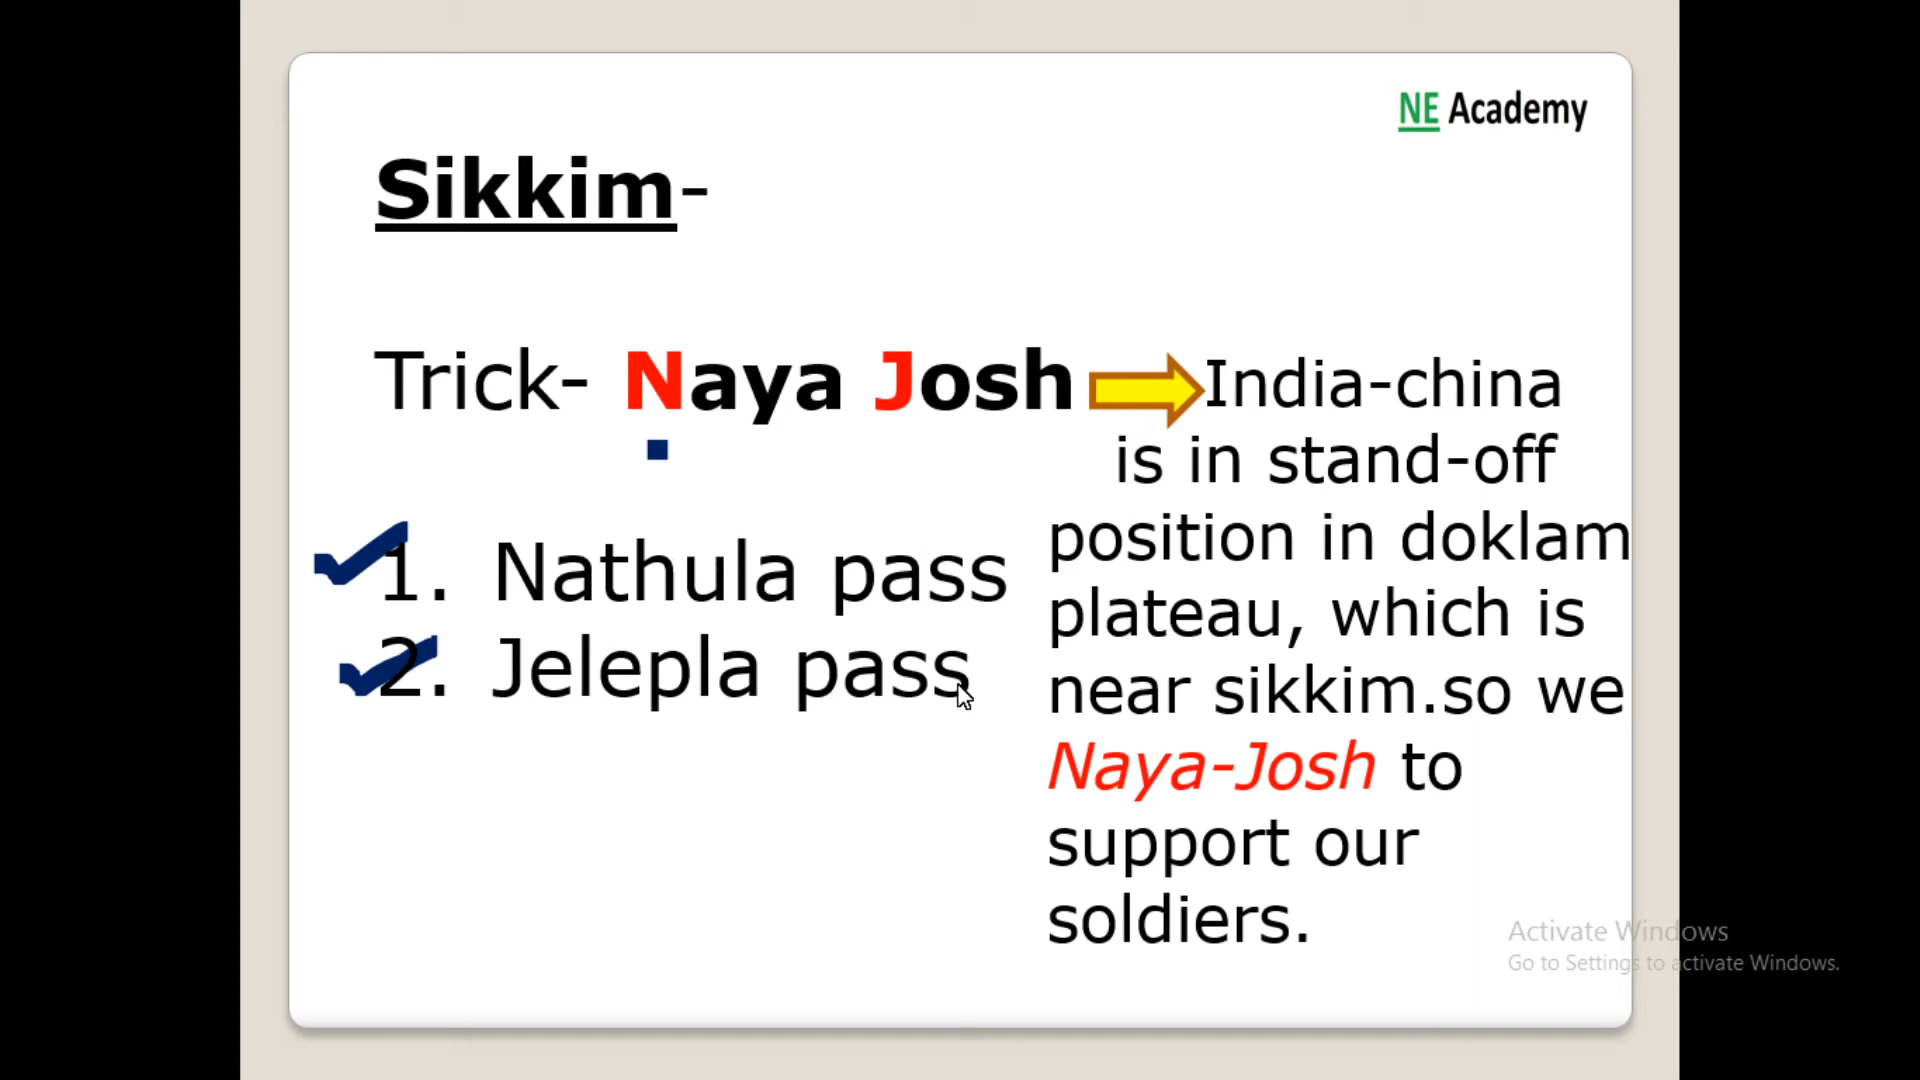 NE Academy
Sikkim-
Trick- Naya Josh
1. Nathula pass
2. Jelepla pass
India-china
is in stand-off
position in doklam
plateau, which is
near sikkim.so we
Naya-Josh to
support our
soldiers.
Activate Windows
Go to Settings to activate Windows.